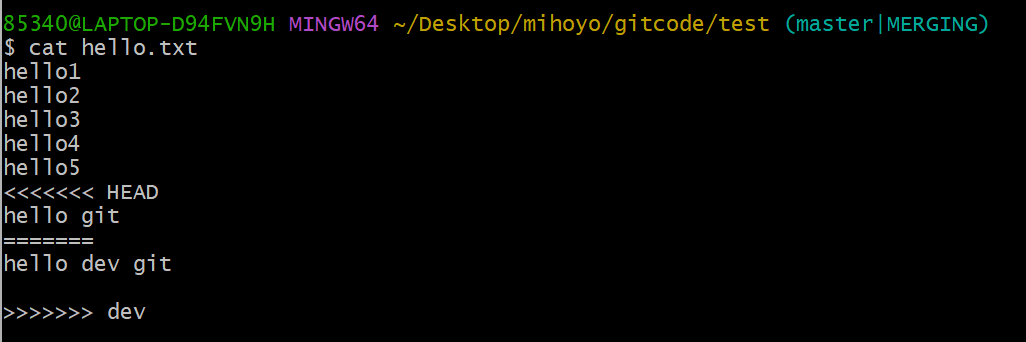 85340@LAPTOP-D94FVN9H MINGW64 ~/Desktop/mihoyo/gitcode/test (master|MERGING)
$ cat hello.txt
hello1
hello2
hello3
hello4
hello5
<<<<<<< HEAD
hello git
=======
hello dev git
>>>>>>> dev